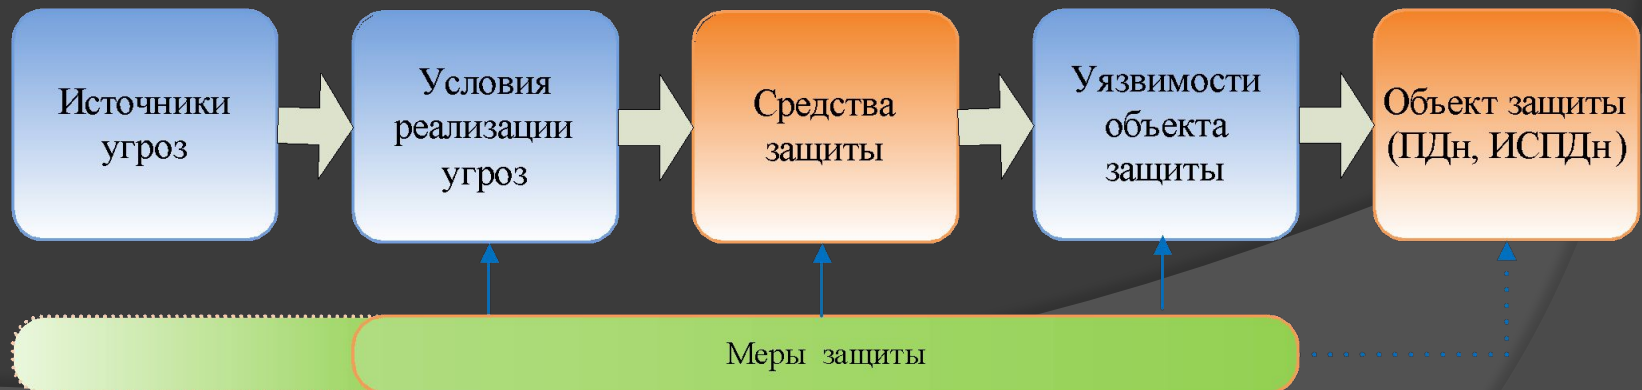 Источники
угроз
Условия
реализации
угроз
Средства
защиты
Уязвимости
объекта
защиты
Объект защиты
(ПДн, ИСПДн)
Меры защиты